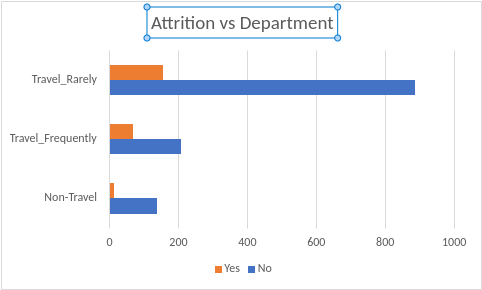 Attrition vs Department
Travel_Rarely
Travel_Frequently
Non-Travel
0 200 400 600 800 1000
Yes No